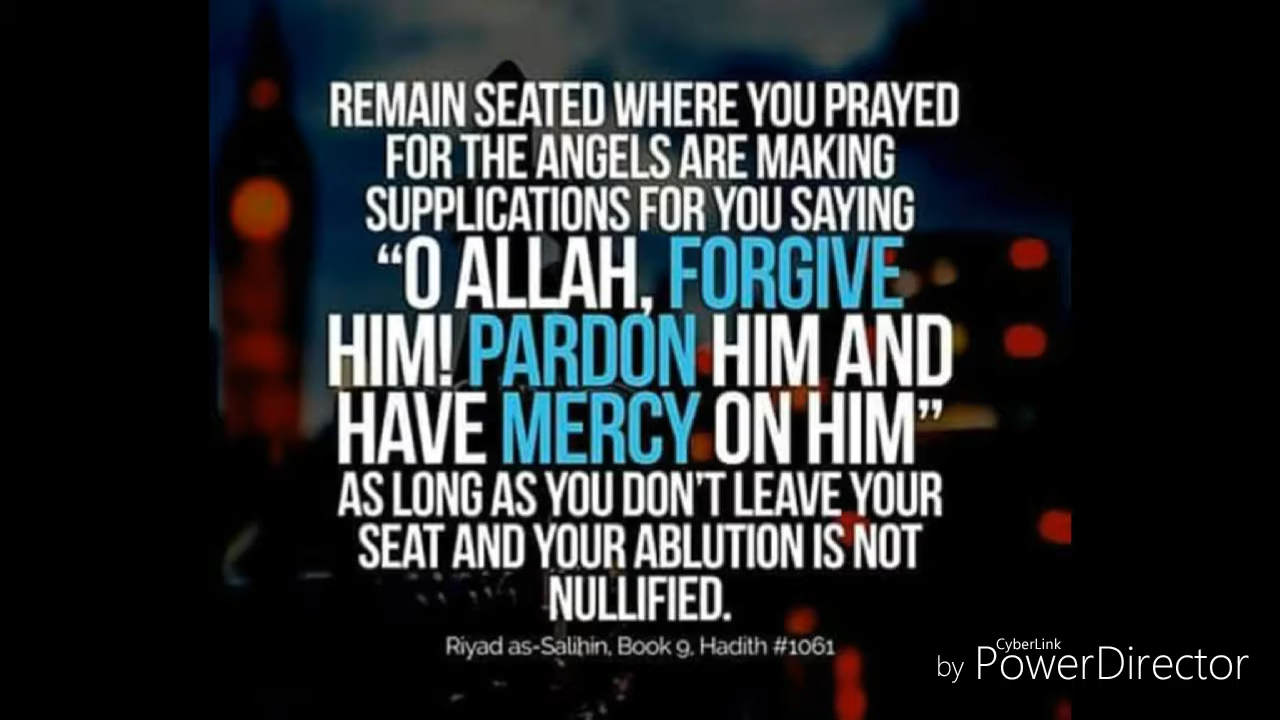 REMAIN SEATED WHERE YOU PRAYED
FOR THE ANGELS ARE MAKING
SUPPLICATIONS FOR YOU SAYING
“O ALLAH, FORGIVE
HIM! PARDON HIM AND
HAVE MERCY ON HIM”
AS LONG AS YOU DON’T LEAVE YOUR
SEAT AND YOUR ABLUTION IS NOT
NULLIFIED.
Riyad as-Salihin, Book 9, Hadith #1061
CyberLink
by PowerDirector